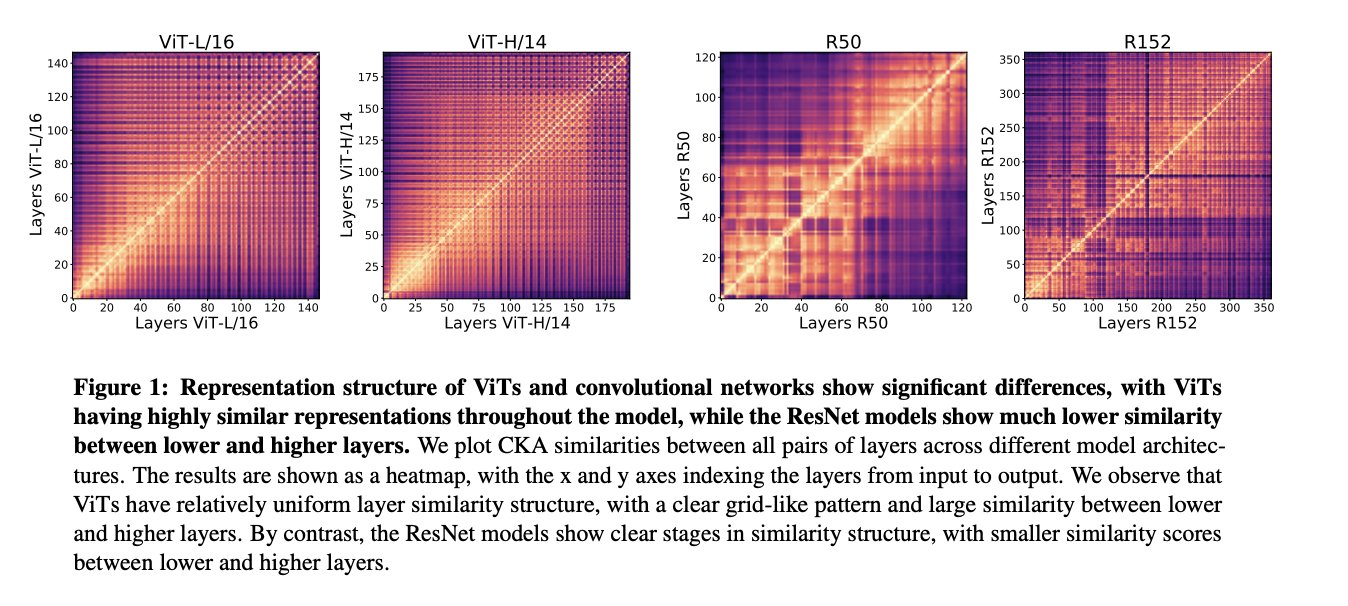 ViT-L/16
ViT-H/14
R50
R152
Layers ViT-L/16
140
120
100
80
60
40
20
0
0 20 40 60 80 100 120 140
Layers ViT-L/16
Layers ViT-H/14
175
150
125
100
75
50
25
0
0 25 50 75 100 125 150 175
Layers ViT-H/14
Layers R50
120
100
80
60
40
20
0
0 20 40 60 80 100 120
Layers R50
Layers R152
350
300
250
200
150
100
50
0
0 50 100 150 200 250 300 350
Layers R152
Figure 1: Representation structure of ViTs and convolutional networks show significant differences, with ViTs
having highly similar representations throughout the model, while the ResNet models show much lower similarity
between lower and higher layers. We plot CKA similarities between all pairs of layers across different model architec-
tures. The results are shown as a heatmap, with the x and y axes indexing the layers from input to output. We observe that
ViTs have relatively uniform layer similarity structure, with a clear grid-like pattern and large similarity between lower
and higher layers. By contrast, the ResNet models show clear stages in similarity structure, with smaller similarity scores
between lower and higher layers.